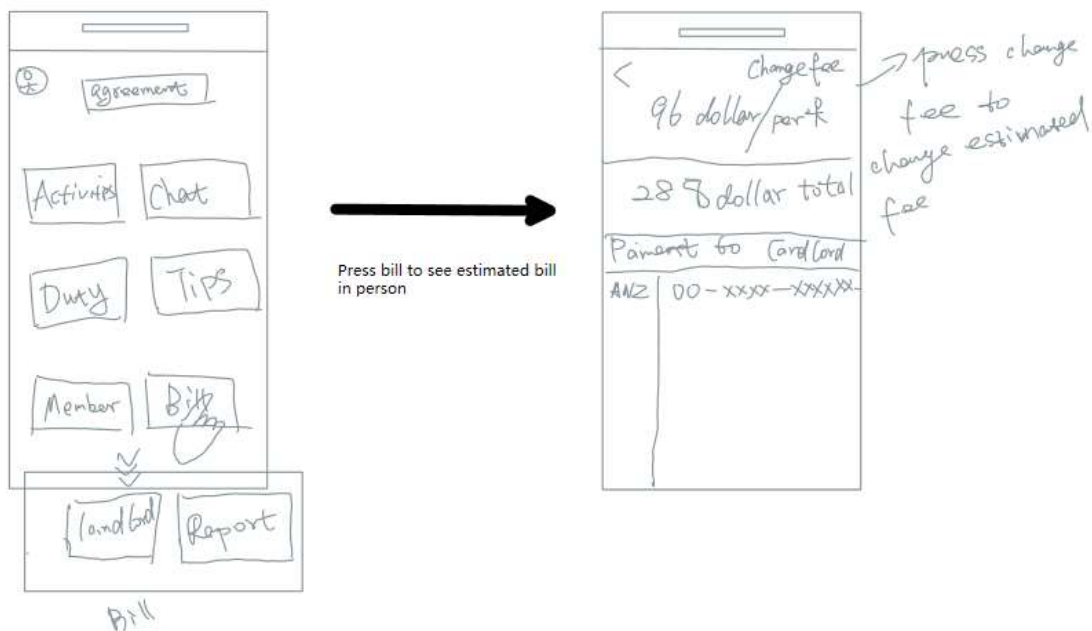 agreement
Activities
Chat
Duty
Tips
Member
Bill
landlord
Report
Bill
Press bill to see estimated bill
in person
<
Change fee
96 dollar/per
288 dollar total
Paiment to landlord
ANZ
00-xxxx-xxxxxx-
press change
fee to
change estimated
fee